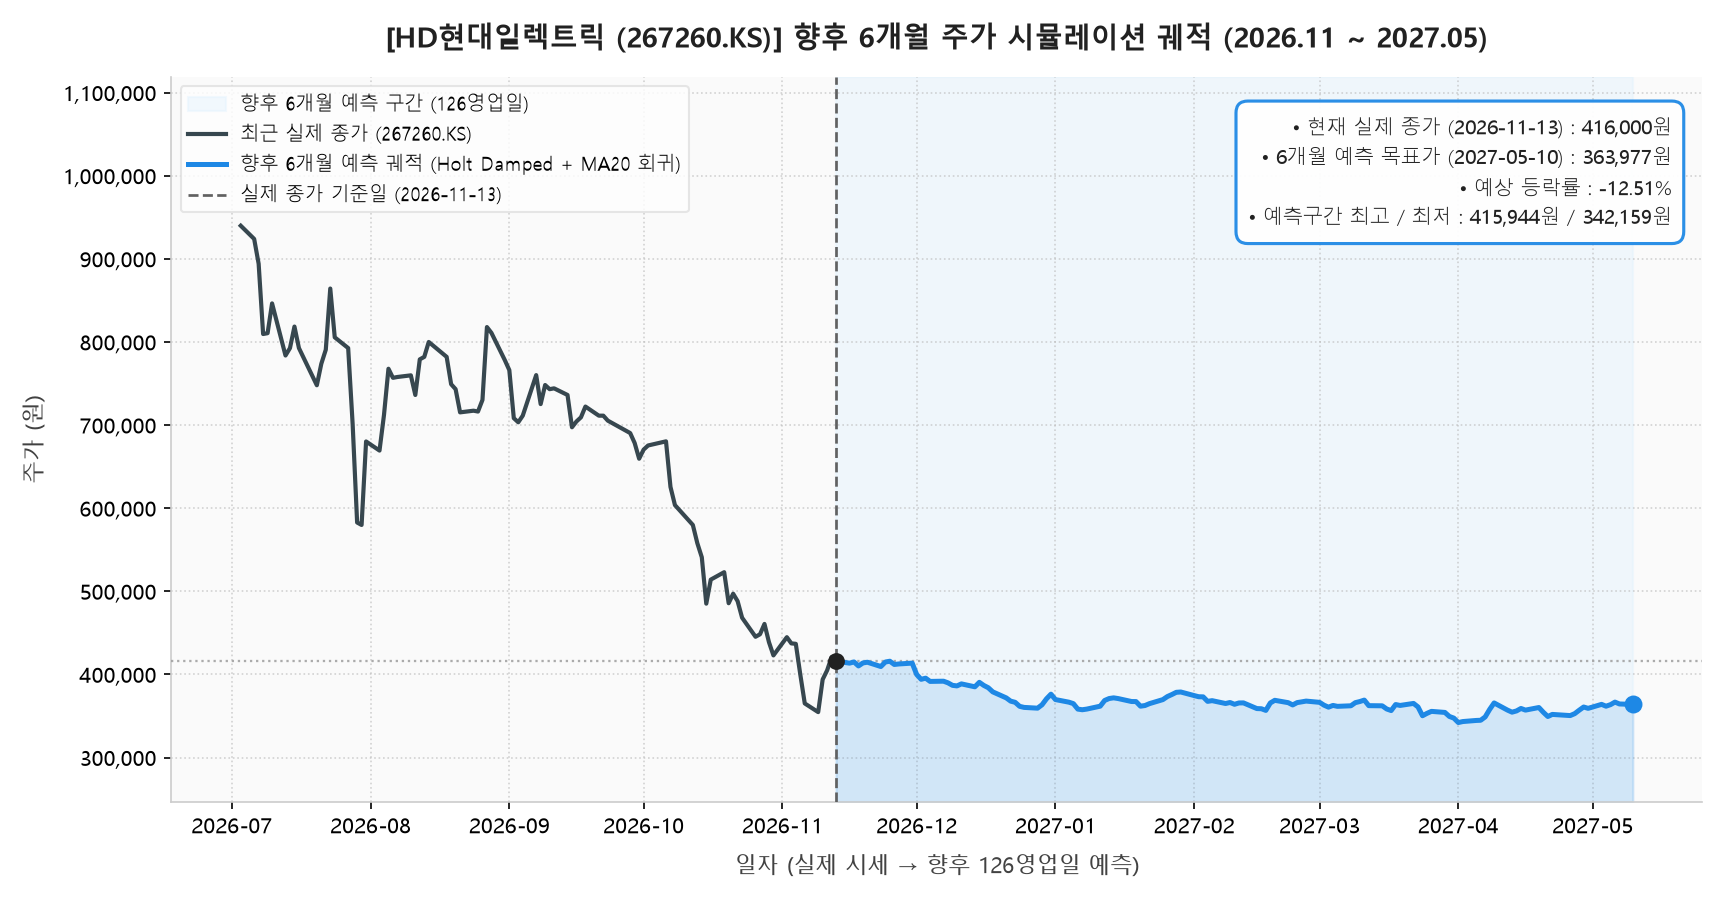 [HD현대일렉트릭 (267260.KS)] 향후 6개월 주가 시뮬레이션 궤적 (2026.11 ~ 2027.05)
향후 6개월 예측 구간 (126영업일)
최근 실제 종가 (267260.KS)
향후 6개월 예측 궤적 (Holt Damped + MA20 회귀)
실제 종가 기준일 (2026-11-13)
• 현재 실제 종가 (2026-11-13) : 416,000원
• 6개월 예측 목표가 (2027-05-10) : 363,977원
• 예상 등락률 : -12.51%
• 예측구간 최고 / 최저 : 415,944원 / 342,159원
주가 (원)
1,100,000
1,000,000
900,000
800,000
700,000
600,000
500,000
400,000
300,000
2026-07 2026-08 2026-09 2026-10 2026-11 2026-12 2027-01 2027-02 2027-03 2027-04 2027-05
일자 (실제 시세 → 향후 126영업일 예측)